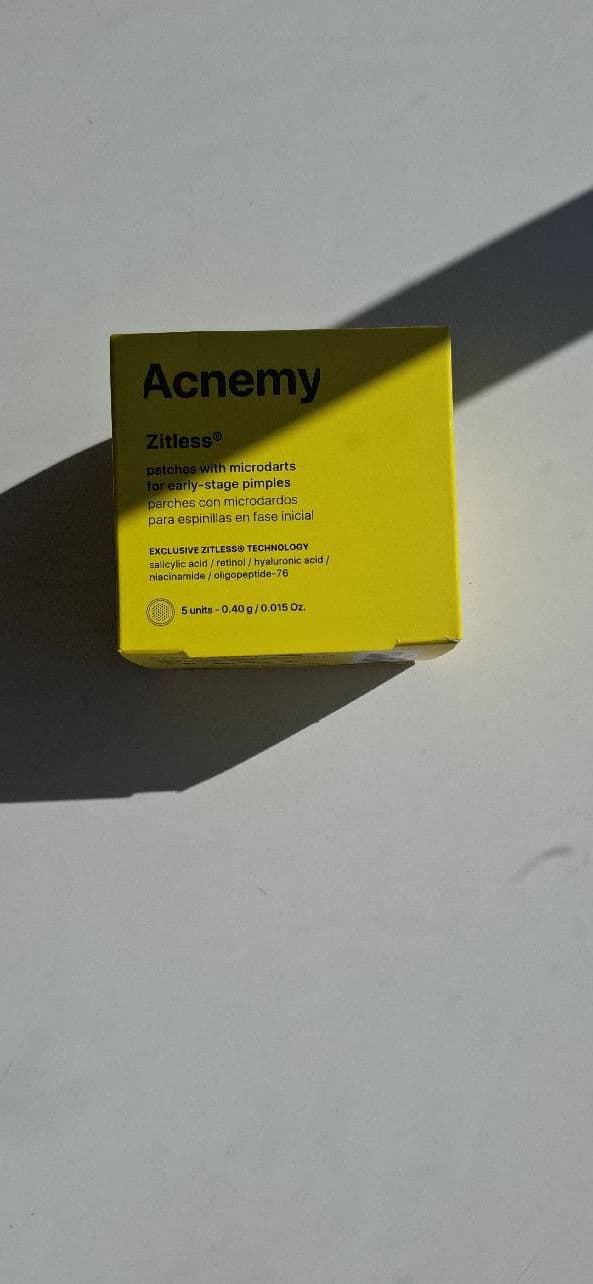 Acnemy
Zitless®
patches with microdarts
for early-stage pimples
parches con microdardos
para espinillas en fase inicial
EXCLUSIVE ZITLESS® TECHNOLOGY
salicylic acid / retinol / hyaluronic acid /
niacinamide / oligopeptide-76
5 units - 0.40 g / 0.015 Oz.